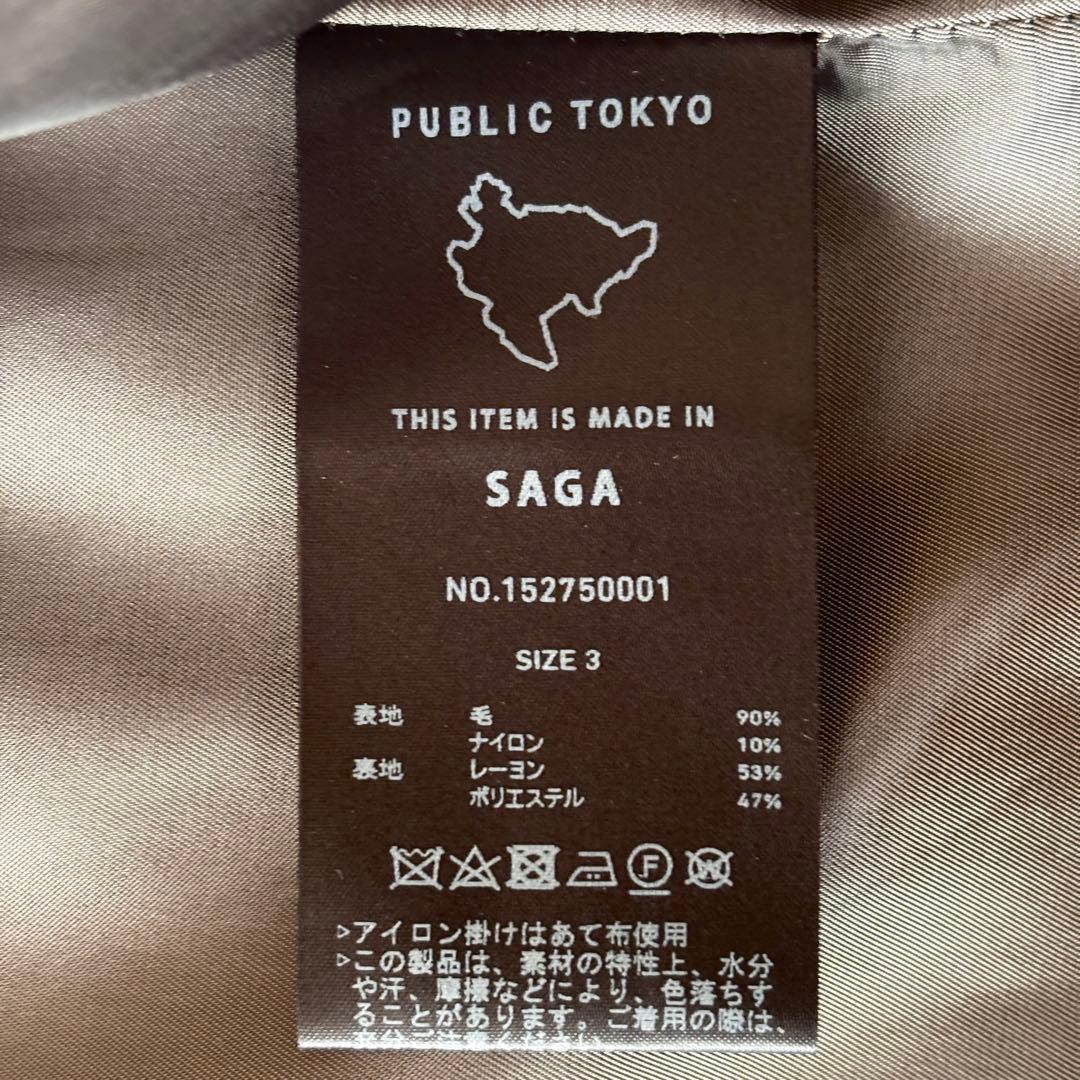 PUBLIC TOKYO
THIS ITEM IS MADE IN
SAGA
NO.152750001
SIZE 3
表地 毛 90%
ナイロン 10%
裏地 レーヨン 53%
ポリエステル 47%
F W
▷アイロン掛けはあて布使用
▷この製品は、素材の特性上、水分
や汗、摩擦などにより、色落ちす
ることがあります。ご着用の際は、